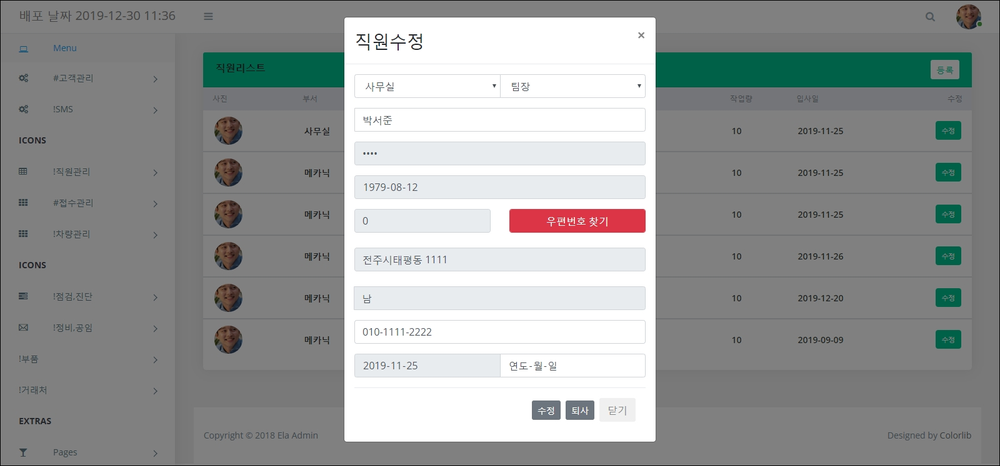 배포 날짜 2019-12-30 11:36
Menu
#고객관리
!SMS
ICONS
!직원관리
#접수관리
!차량관리
ICONS
!점검,진단
!정비,공임
!부품
!거래처
EXTRAS
Pages
직원리스트
등록
사진 부서 작업량 입사일 수정
사무실 10 2019-11-25 수정
메카닉 10 2019-11-25 수정
메카닉 10 2019-11-25 수정
메카닉 10 2019-11-26 수정
메카닉 10 2019-12-20 수정
메카닉 10 2019-09-09 수정
직원수정
×
사무실 팀장
박서준
••••
1979-08-12
0 우편번호 찾기
전주시태평동 1111
남
010-1111-2222
2019-11-25 연도-월-일
수정 퇴사 닫기
Copyright © 2018 Ela Admin
Designed by Colorlib